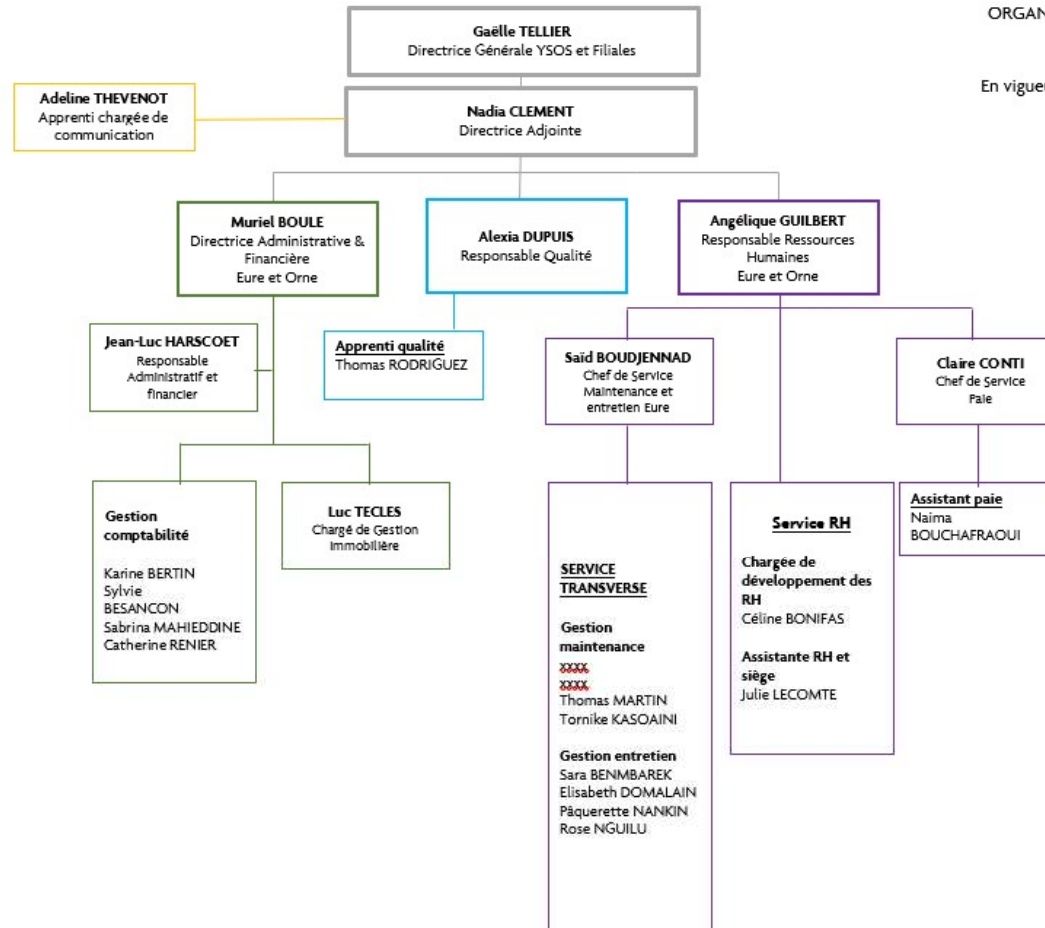 ORGAN
En vigueu
Gaëlle TELLIER
Directrice Générale YSOS et Filiales
Adeline THEVENOT
Apprenti chargée de
communication
Nadia CLEMENT
Directrice Adjointe
Muriel BOULE
Directrice Administrative &
Financière
Eure et Orne
Alexia DUPUIS
Responsable Qualité
Angélique GUILBERT
Responsable Ressources
Humaines
Eure et Orne
Jean-Luc HARSCOET
Responsable
Administratif et
financier
Apprenti qualité
Thomas RODRIGUEZ
Saïd BOUDJENNAD
Chef de Service
Maintenance et
entretien Eure
Claire CONTI
Chef de Service
Paie
Gestion
comptabilité
Karine BERTIN
Sylvie
BESANCON
Sabrina MAHIEDDINE
Catherine RENIER
Luc TECLES
Chargé de Gestion
Immobilière
SERVICE
TRANSVERSE
Gestion
maintenance
xxxx
xxxx
Thomas MARTIN
Tornike KASOAINI
Gestion entretien
Sara BENMBAREK
Elisabeth DOMALAIN
Pâquerette NANKIN
Rose NGUILU
Service RH
Chargée de
développement des
RH
Céline BONIFAS
Assistante RH et
siège
Julie LECOMTE
Assistant paie
Naima
BOUCHAFRAOUI